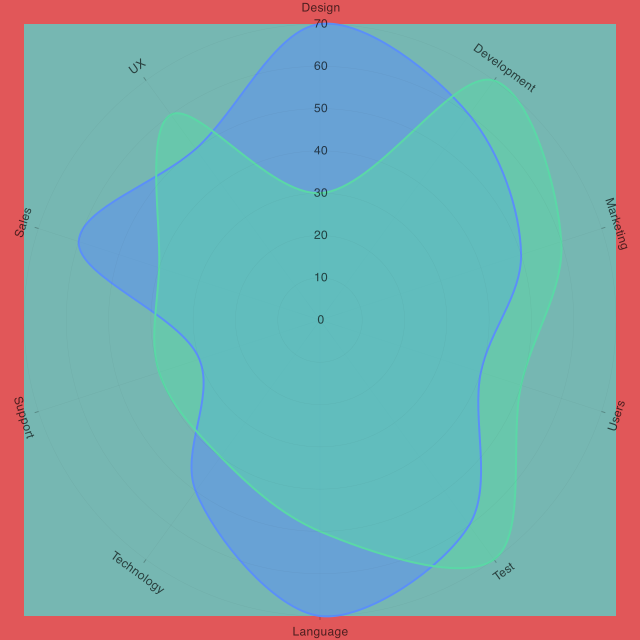 Design
70
60
50
40
30
20
10
0
Development
Marketing
Users
Test
Language
Technology
Support
Sales
UX